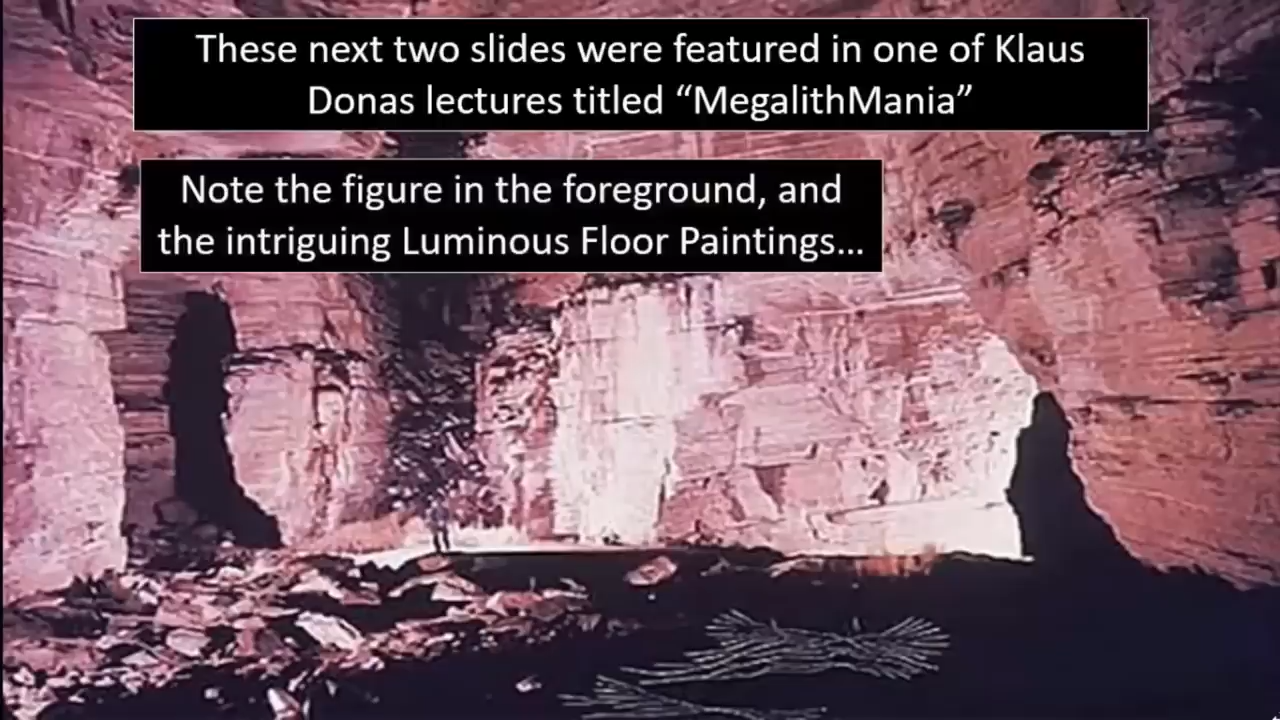 These next two slides were featured in one of Klaus
Donas lectures titled “MegalithMania”
Note the figure in the foreground, and
the intriguing Luminous Floor Paintings...